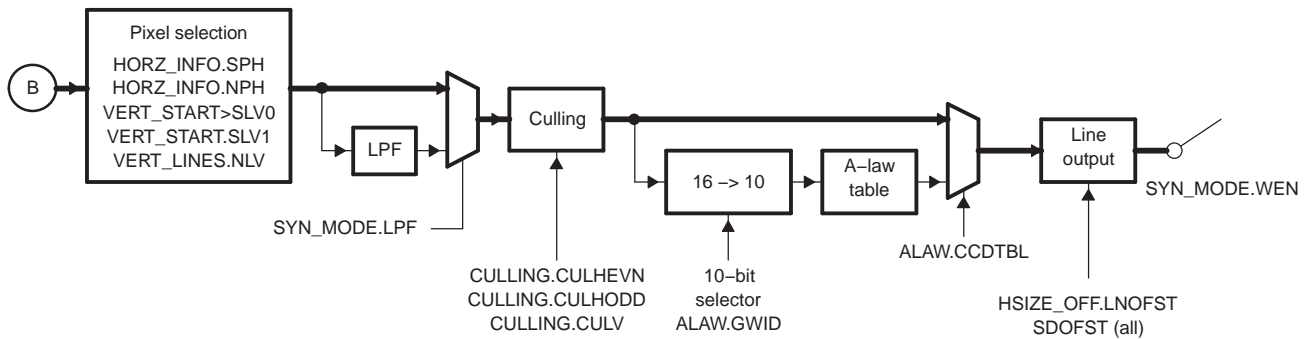 B
Pixel selection
HORZ_INFO.SPH
HORZ_INFO.NPH
VERT_START>SLV0
VERT_START.SLV1
VERT_LINES.NLV
LPF
SYN_MODE.LPF
Culling
CULLING.CULHEVN
CULLING.CULHODD
CULLING.CULV
16 −> 10
10−bit
selector
ALAW.GWID
A−law
table
ALAW.CCDTBL
Line
output
HSIZE_OFF.LNOFST
SDOFST (all)
SYN_MODE.WEN